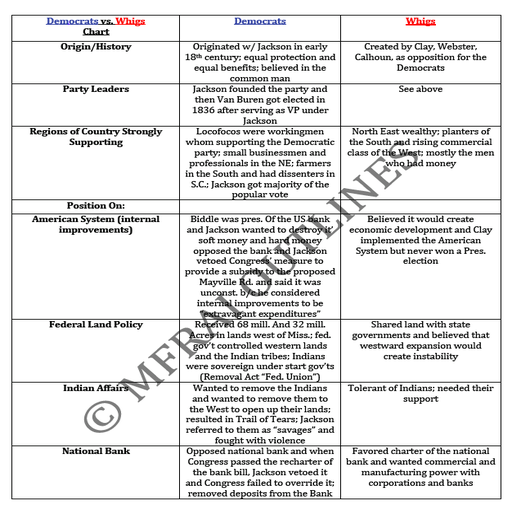 Democrats vs. Whigs Democrats Whigs
Chart
Origin/History
Originated w/ Jackson in early
18th century; equal protection and
equal benefits; believed in the
common man
Created by Clay, Webster,
Calhoun, as opposition for the
Democrats
Party Leaders
Jackson founded the party and
then Van Buren got elected in
1836 after serving as VP under
Jackson
See above
Regions of Country Strongly
Supporting
Locofocos were workingmen
whom supporting the Democratic
party; small businessmen and
professionals in the NE; farmers
in the South and had dissenters in
S.C.; Jackson got majority of the
popular vote
North East wealthy; planters of
the South and rising commercial
class of the West; mostly the men
who had money
Position On:
American System (internal
improvements)
Biddle was pres. Of the US bank
and Jackson wanted to destroy it'
soft money and hard money
opposed the bank and Jackson
vetoed Congress' measure to
provide a subsidy to the proposed
Mayville Rd. and said it was
unconst. b/c he considered
internal improvements to be
"extravagant expenditures"
Believed it would create
economic development and Clay
implemented the American
System but never won a Pres.
election
Federal Land Policy
Received 68 mill. And 32 mill.
Acres in lands west of Miss.; fed.
gov't controlled western lands
and the Indian tribes; Indians
were sovereign under start gov'ts
(Removal Act "Fed. Union")
Shared land with state
governments and believed that
westward expansion would
create instability
Indian Affairs
Wanted to remove the Indians
and wanted to remove them to
the West to open up their lands;
resulted in Trail of Tears; Jackson
referred to them as "savages" and
fought with violence
Tolerant of Indians; needed their
support
National Bank
Opposed national bank and when
Congress passed the recharter of
the bank bill, Jackson vetoed it
and Congress failed to override it;
removed deposits from the Bank
Favored charter of the national
bank and wanted commercial and
manufacturing power with
corporations and banks
© MFRALOUTLINES